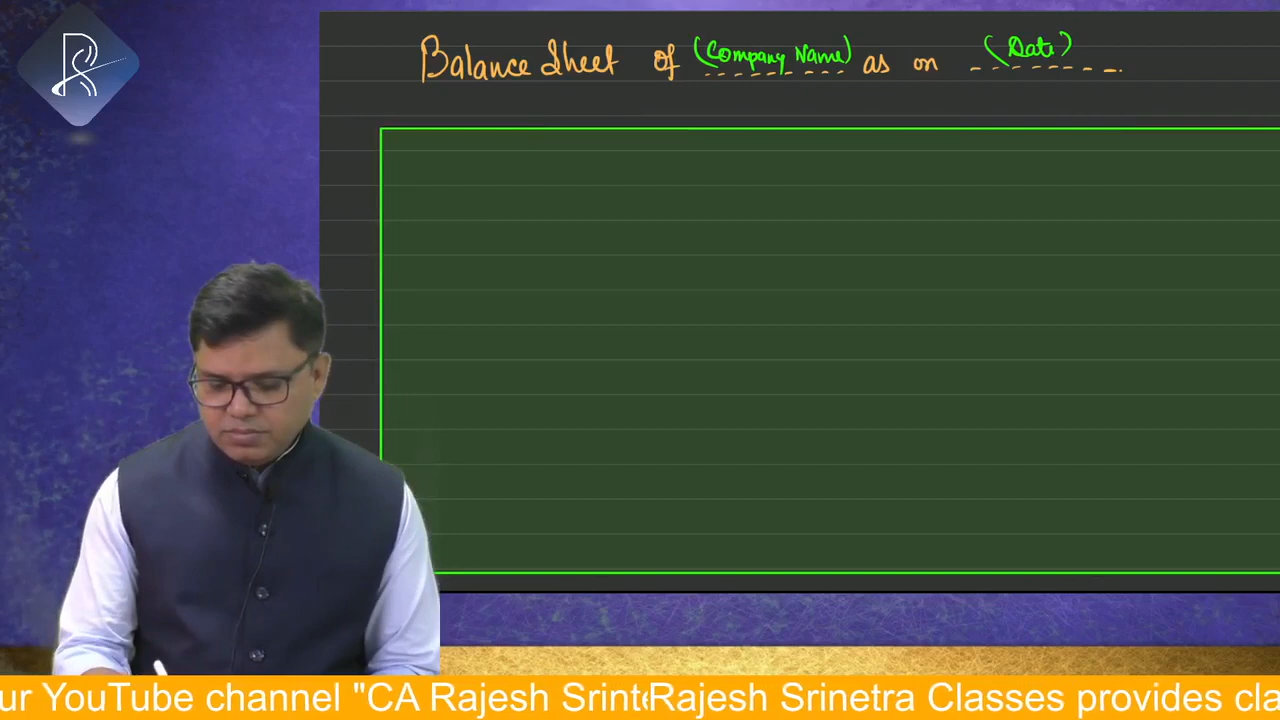 Balance Sheet of (Company Name) as on (Date)
ur YouTube channel "CA Rajesh Srint
Rajesh Srinetra Classes provides cla